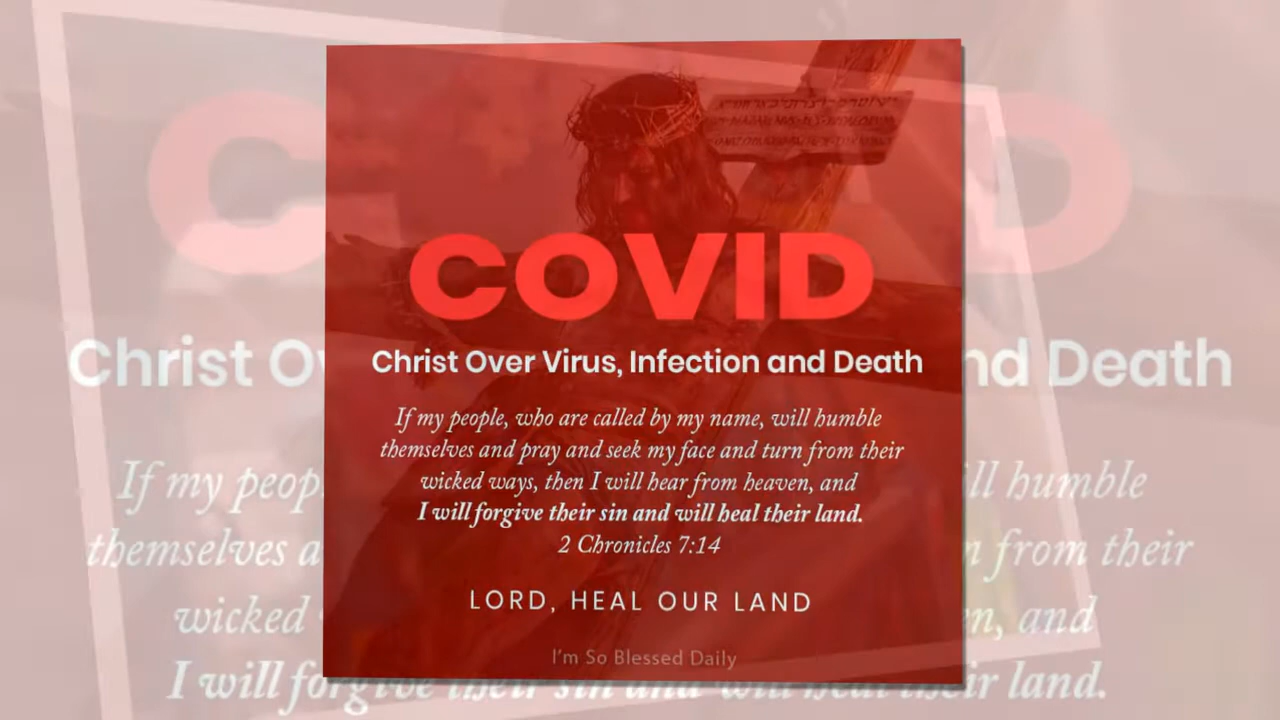 COVID
Christ Over Virus, Infection and Death
If my people, who are called by my name, will humble
themselves and pray and seek my face and turn from their
wicked ways, then I will hear from heaven, and
I will forgive their sin and will heal their land.
2 Chronicles 7:14
LORD, HEAL OUR LAND
I'm So Blessed Daily